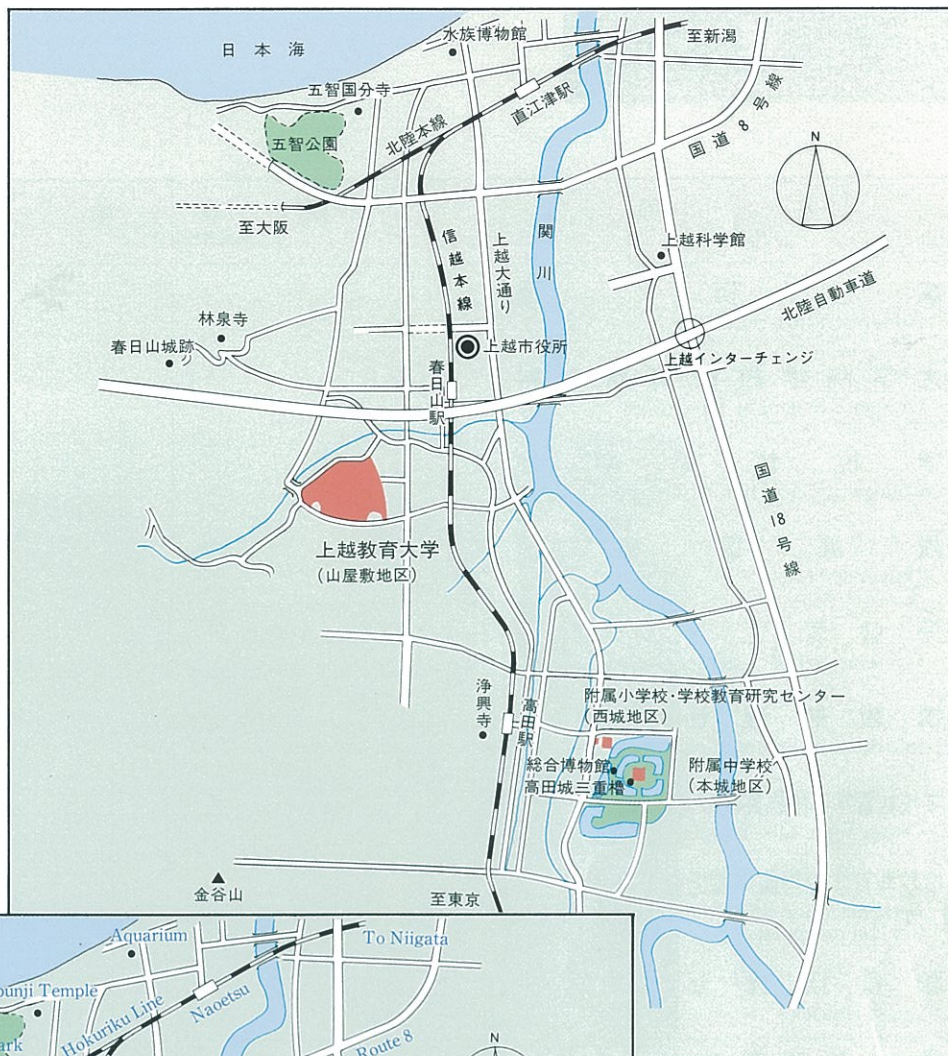 日本海
水族博物館
至新潟
五智国分寺
直江津駅
国道8号線
五智公園
北陸本線
N
至大阪
信越本線
上越大通り
関川
上越科学館
北陸自動車道
林泉寺
春日山城跡
上越市役所
上越インターチェンジ
春日山駅
国道18号線
上越教育大学
(山屋敷地区)
浄興寺
高田駅
附属小学校・学校教育研究センター
(西城地区)
総合博物館
高田城三重櫓
附属中学校
(本城地区)
金谷山
至東京
Aquarium
To Niigata
bunji Temple
Hokuriku Line
Naoetsu
Route 8
ark
N